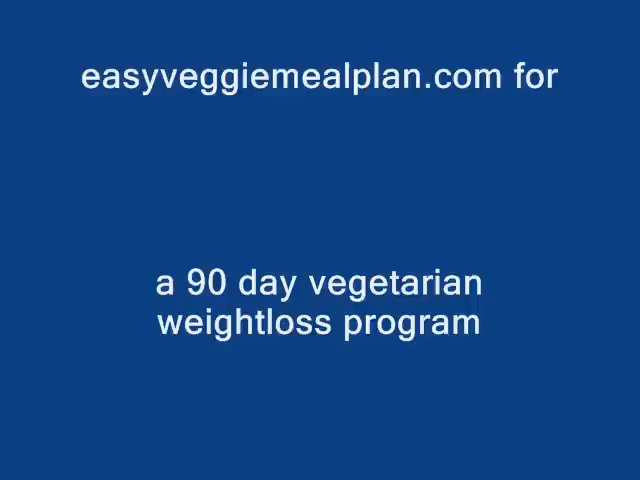 easyveggiemealplan.com for
a 90 day vegetarian
weightloss program